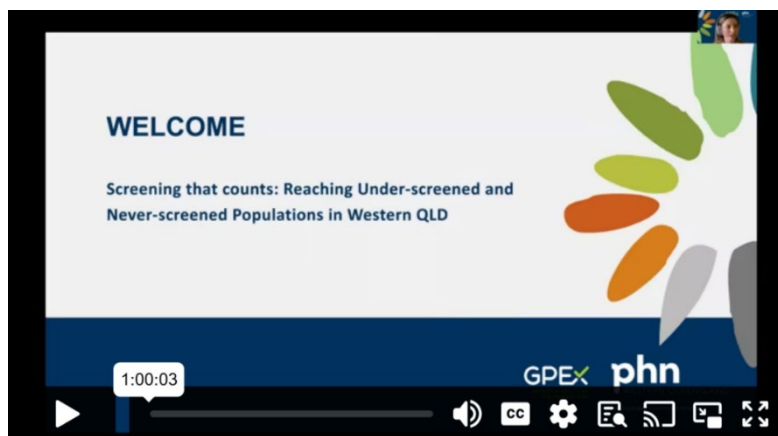 WELCOME
Screening that counts: Reaching Under-screened and
Never-screened Populations in Western QLD
GPEX phn
1:00:03
CC